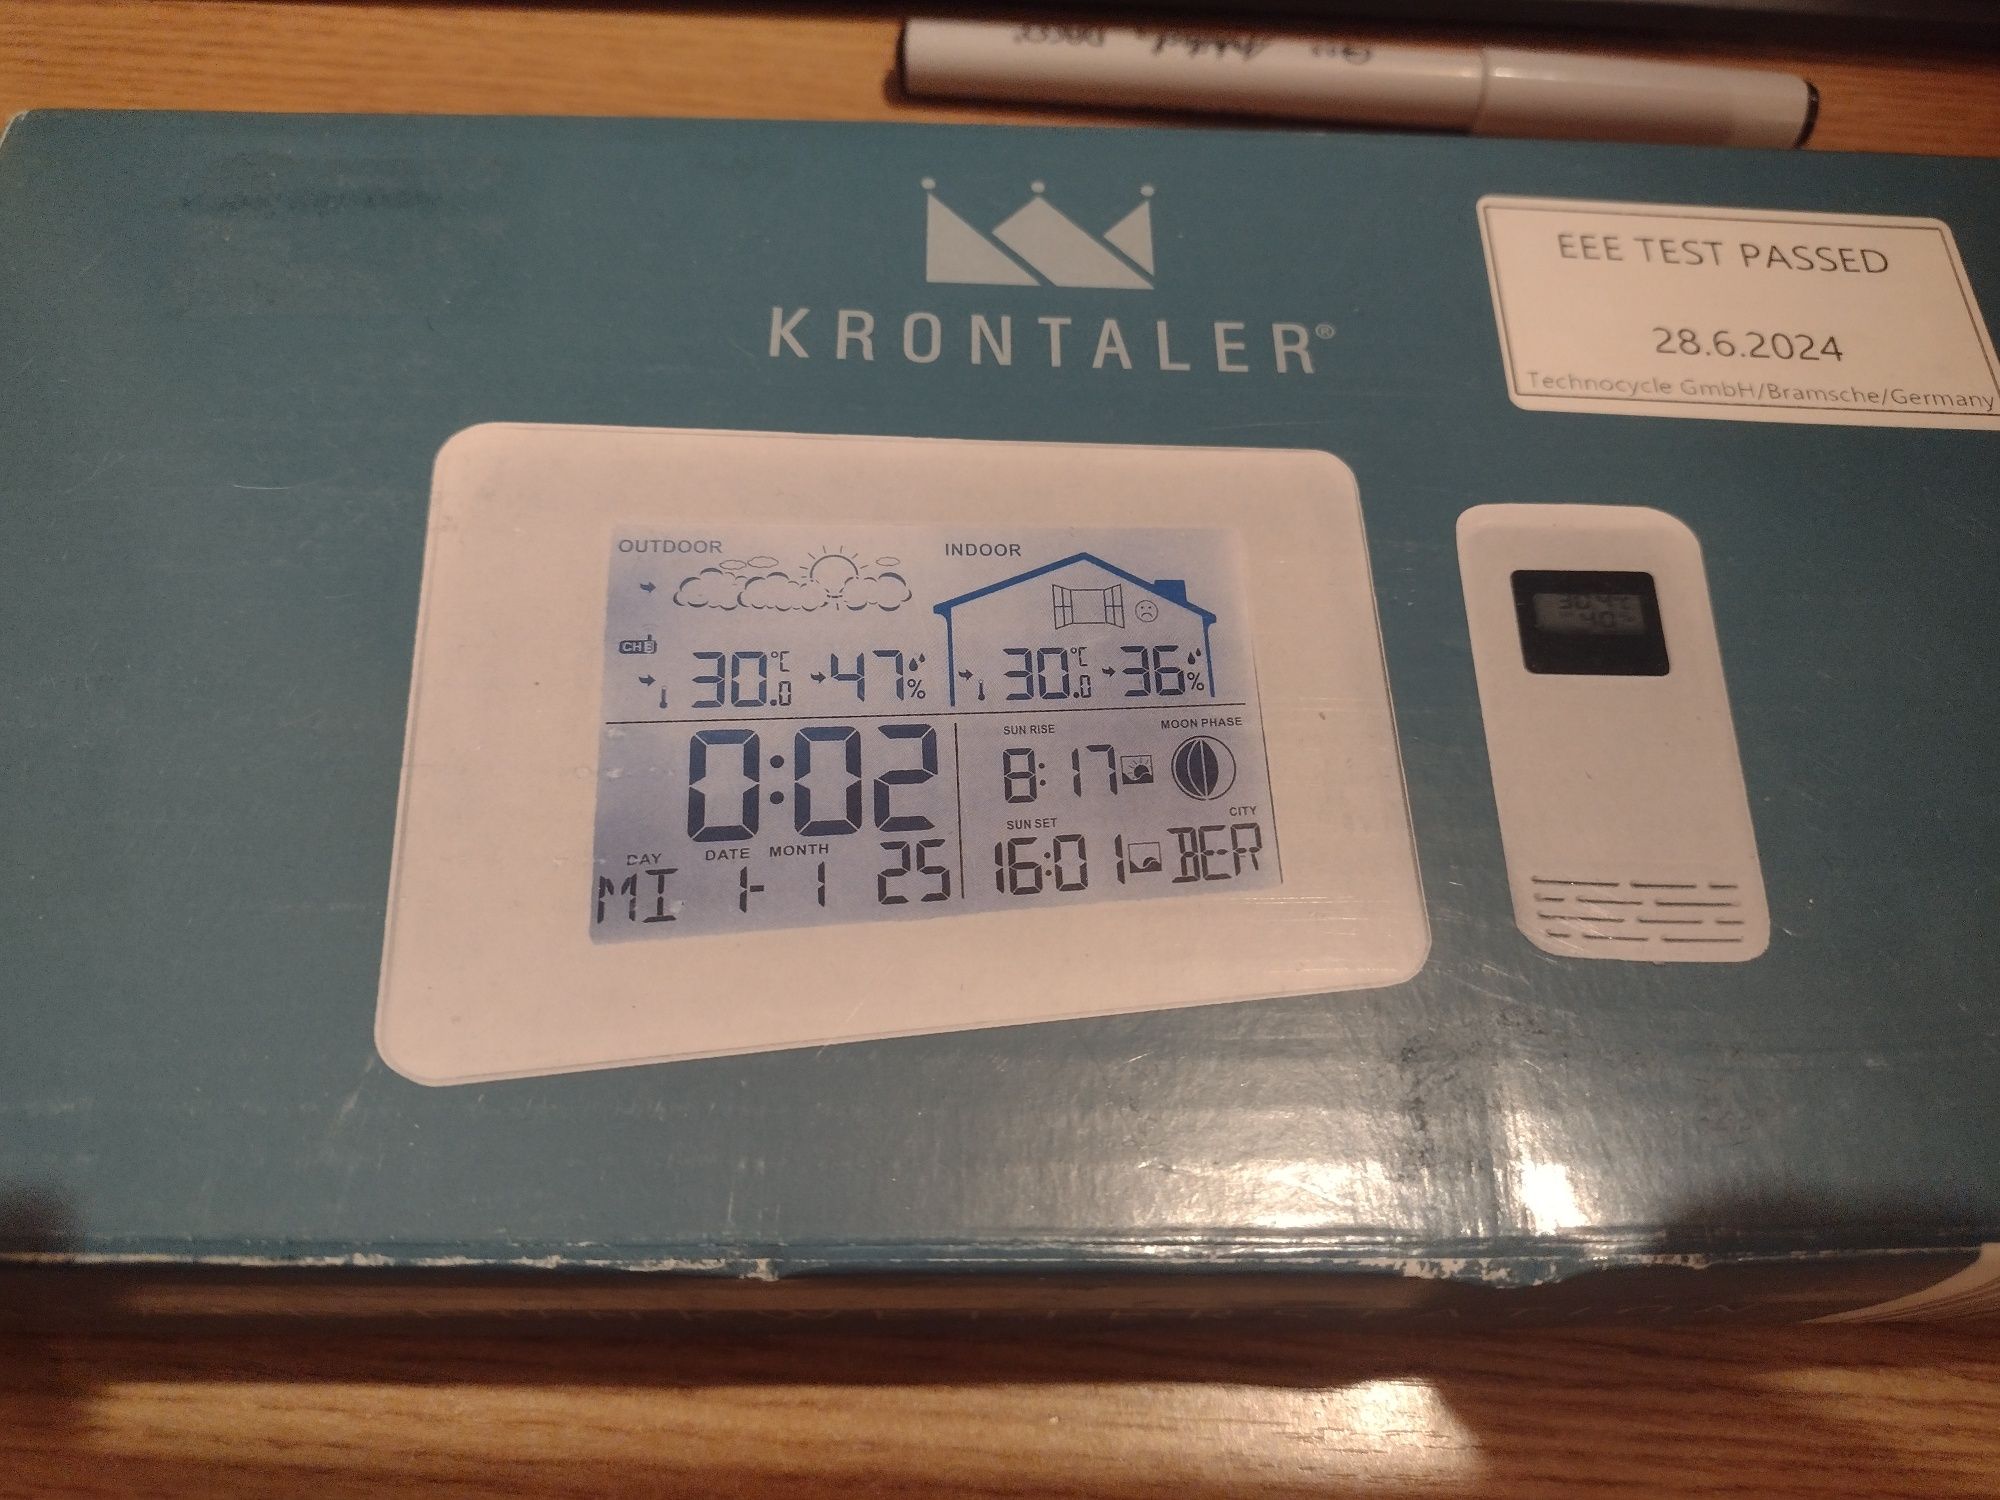 KRONTALER®
EEE TEST PASSED
28.6.2024
Technocycle GmbH/Bramsche/Germany
OUTDOOR
INDOOR
CH 3
30.0 °C 47 %
30.0 °C 36 %
0:02
SUN RISE
MOON PHASE
8:17
CITY
SUN SET
16:01 BER
DAY DATE MONTH
MI 1- 1 25